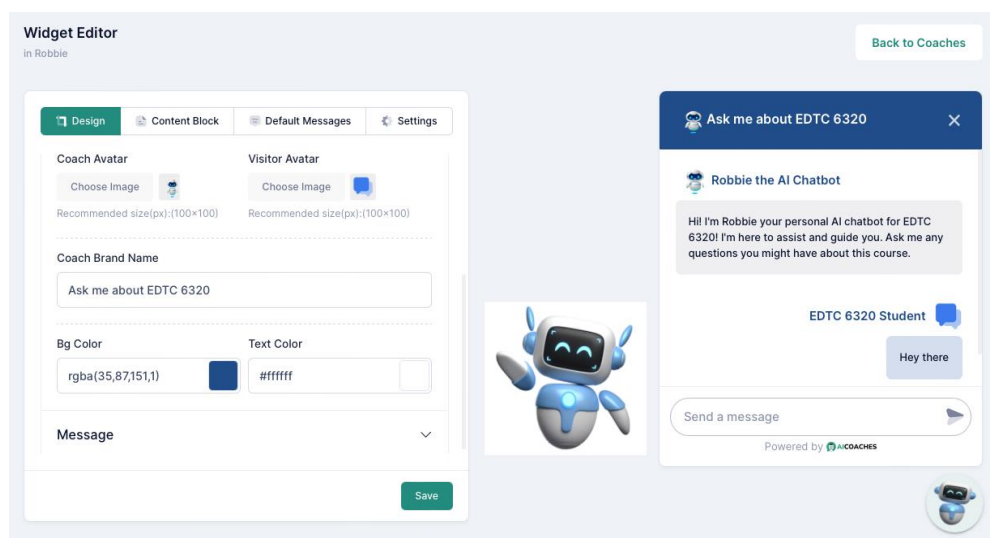 Widget Editor
in Robbie
Back to Coaches
Design
Content Block
Default Messages
Settings
Coach Avatar
Visitor Avatar
Choose Image
Choose Image
Recommended size(px):(100×100)
Recommended size(px):(100×100)
Coach Brand Name
Ask me about EDTC 6320
Bg Color
Text Color
rgba(35,87,151,1)
#ffffff
Message
Save
Ask me about EDTC 6320
Robbie the AI Chatbot
Hi! I'm Robbie your personal AI chatbot for EDTC
6320! I'm here to assist and guide you. Ask me any
questions you might have about this course.
EDTC 6320 Student
Hey there
Send a message
Powered by AICOACHES